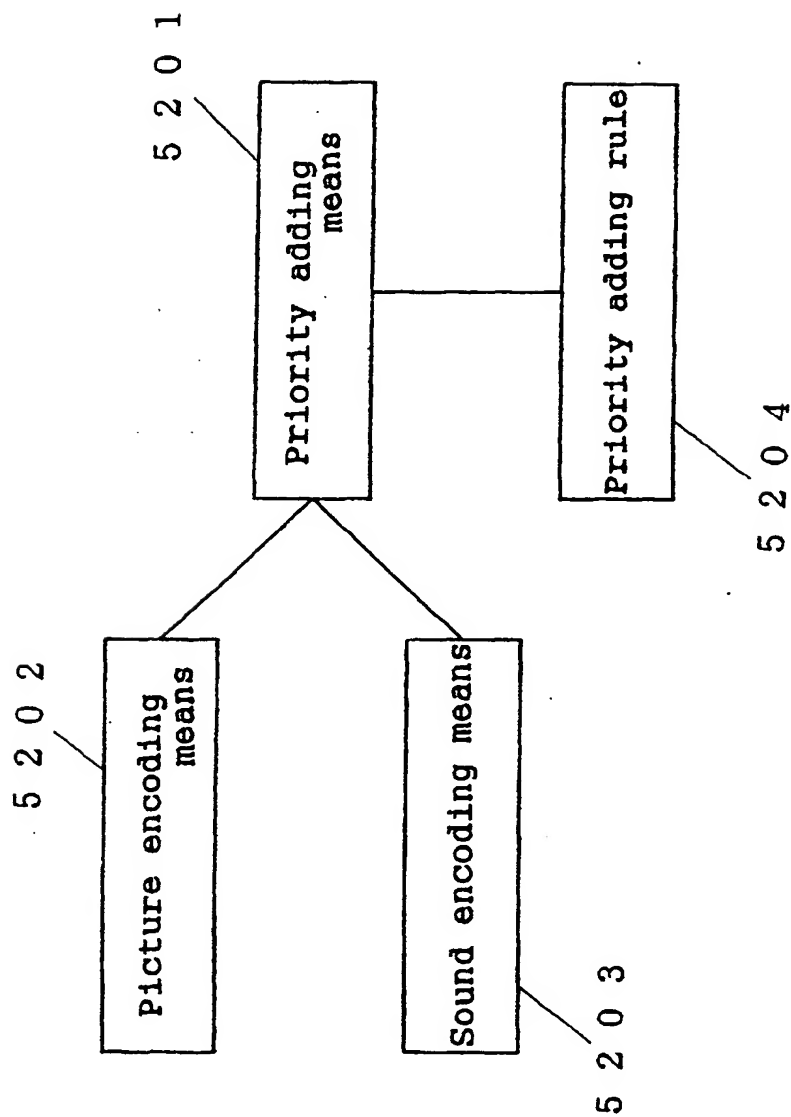 5201
Priority adding
means
Priority adding rule
5204
5202
Picture encoding
means
Sound encoding means
5203